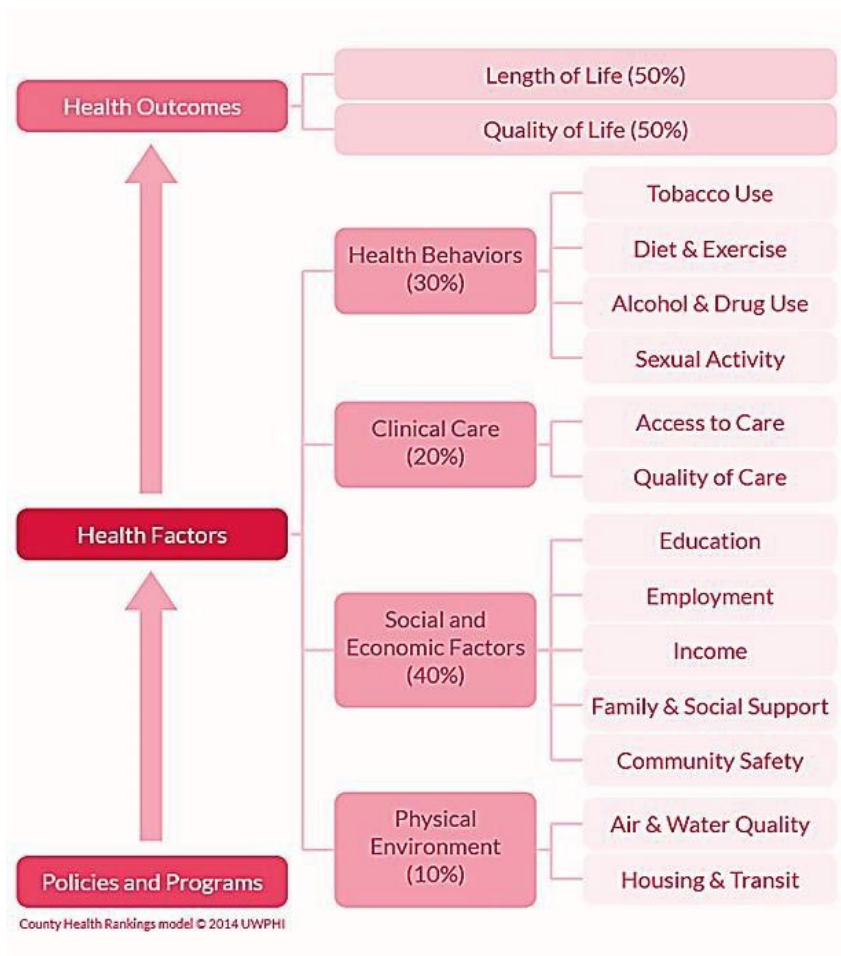 Health Outcomes
Length of Life (50%)
Quality of Life (50%)
Health Behaviors
(30%)
Tobacco Use
Diet & Exercise
Alcohol & Drug Use
Sexual Activity
Clinical Care
(20%)
Access to Care
Quality of Care
Health Factors
Social and
Economic Factors
(40%)
Education
Employment
Income
Family & Social Support
Community Safety
Physical
Environment
(10%)
Air & Water Quality
Housing & Transit
Policies and Programs
County Health Rankings model © 2014 UWPHI